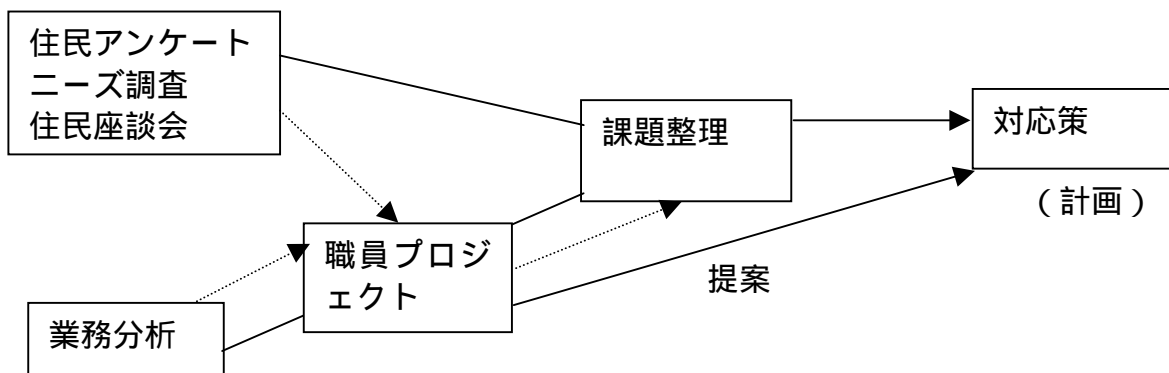 住民アンケート
ニーズ調査
住民座談会
課題整理
対応策
（計画）
職員プロジ
ェクト
提案
業務分析